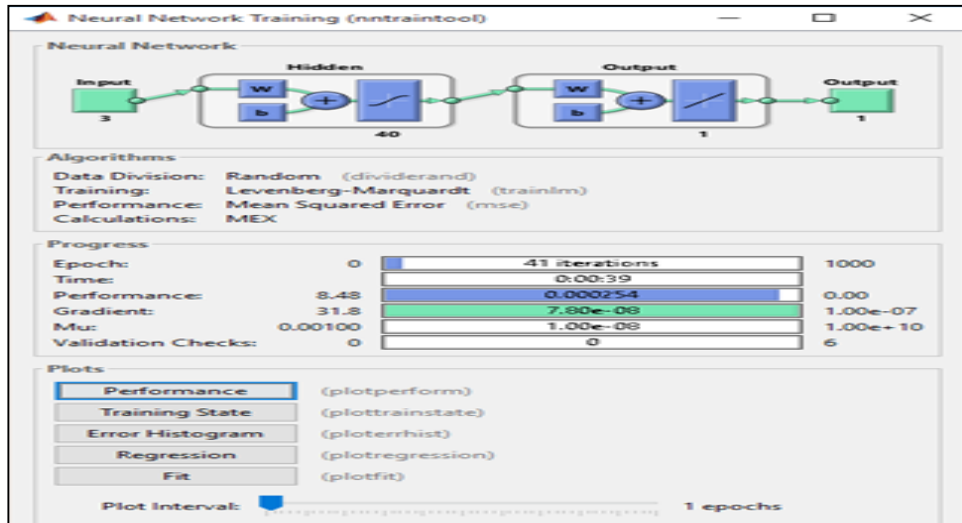 Neural Network Training (nntraintool)
Neural Network
Hidden
Output
Input
Output
W
W
b
b
3
40
1
1
Algorithms
Data Division: Random (dividerand)
Training: Levenberg-Marquardt (trainlm)
Performance: Mean Squared Error (mse)
Calculations: MEX
Progress
Epoch: 0 41 iterations 1000
Time: 0:00:39
Performance: 8.48 0.000254 0.00
Gradient: 31.8 7.80e-08 1.00e-07
Mu: 0.00100 1.00e-08 1.00e+10
Validation Checks: 0 0 6
Plots
Performance (plotperform)
Training State (plottrainstate)
Error Histogram (ploterrhist)
Regression (plotregression)
Fit (plotfit)
Plot Interval: 1 epochs